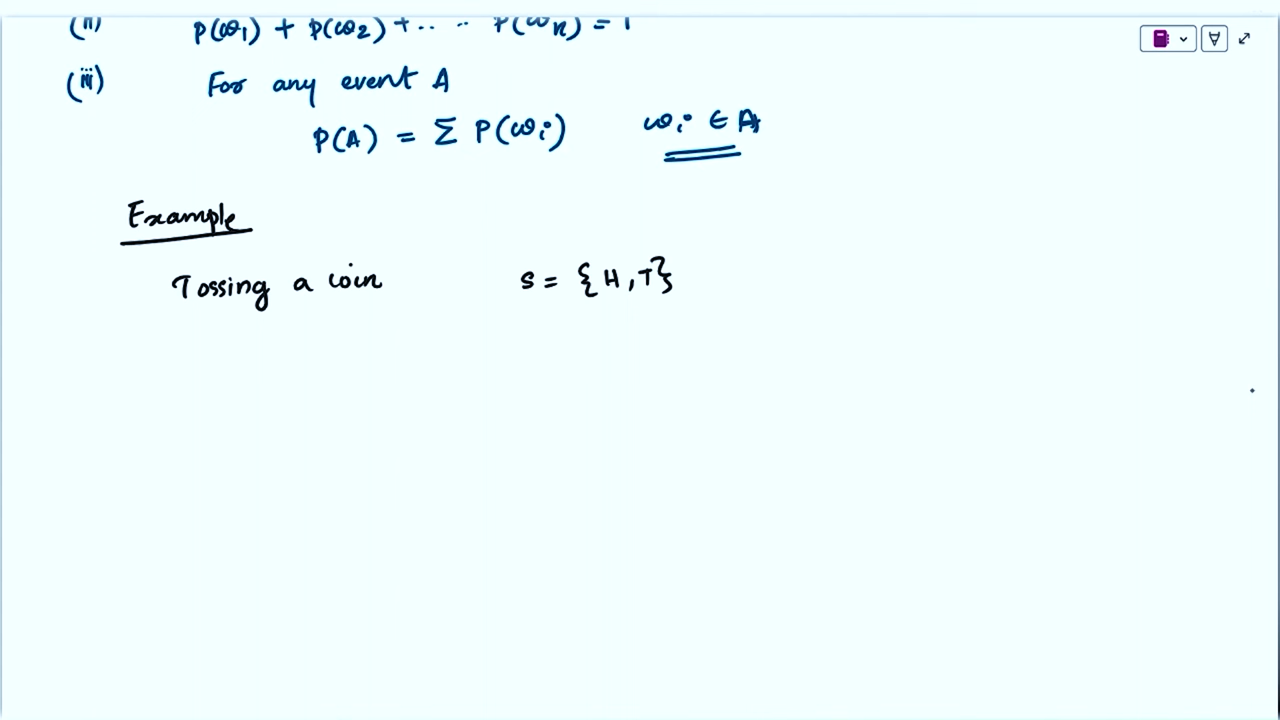 (ii) P(ω₁) + P(ω₂) + .. .. P(ωₙ) = 1
(iii) For any event A
P(A) = Σ P(ωᵢ) ωᵢ ∈ A
Example
Tossing a coin S = {H, T}